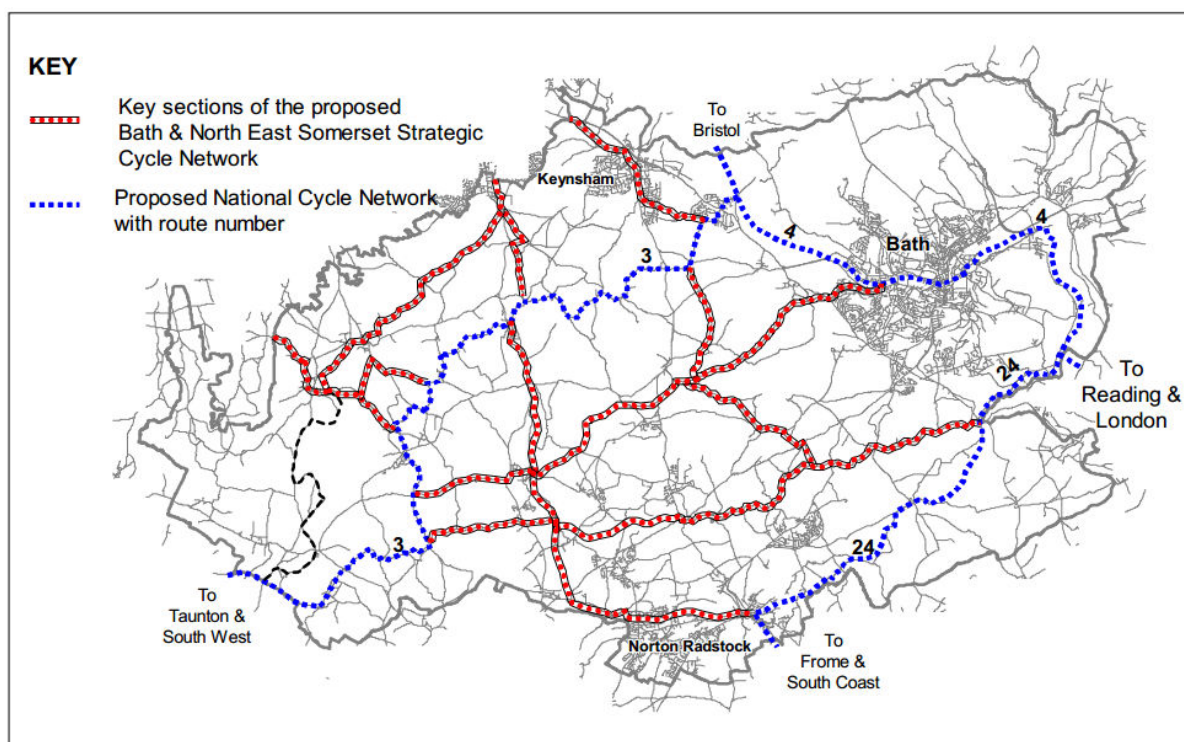 KEY
Key sections of the proposed
Bath & North East Somerset Strategic
Cycle Network
Proposed National Cycle Network
with route number
To
Bristol
Keynsham
4
Bath
4
3
24
To
Reading &
London
3
24
To
Taunton &
South West
Norton Radstock
To
Frome &
South Coast